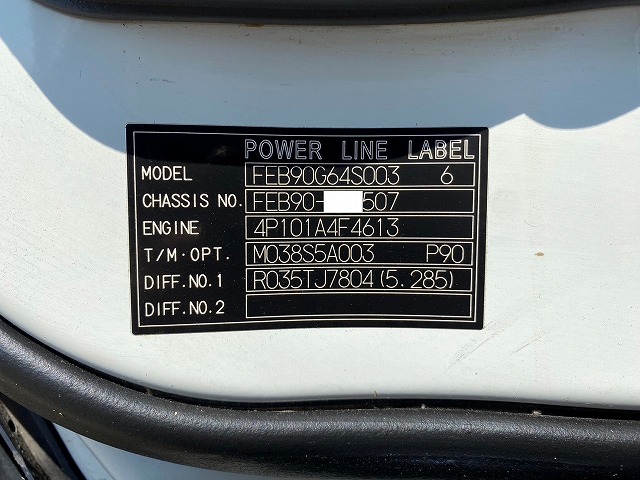 POWER LINE LABEL
MODEL FEB90G64S003 6
CHASSIS NO. FEB90- 507
ENGINE 4P101A4F4613
T/M·OPT. M038S5A003 P90
DIFF.NO.1 R035TJ7804(5.285)
DIFF.NO.2